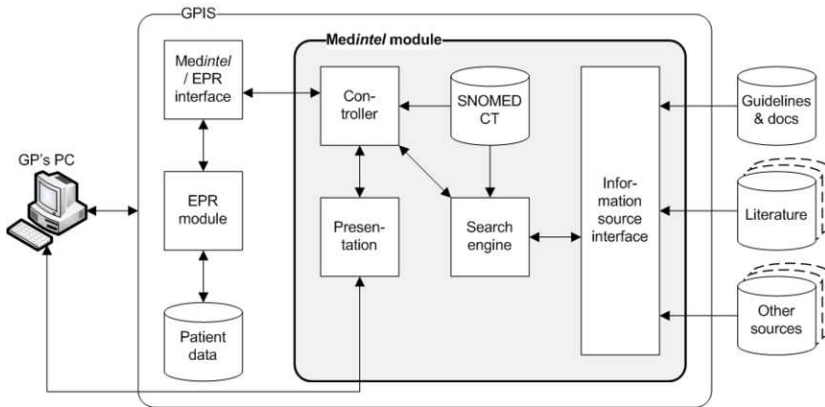 GPIS
Medintel module
Medintel
/ EPR
interface
Con-
troller
SNOMED
CT
Guidelines
& docs
GP's PC
EPR
module
Presen-
tation
Search
engine
Infor-
mation
source
interface
Literature
Patient
data
Other
sources